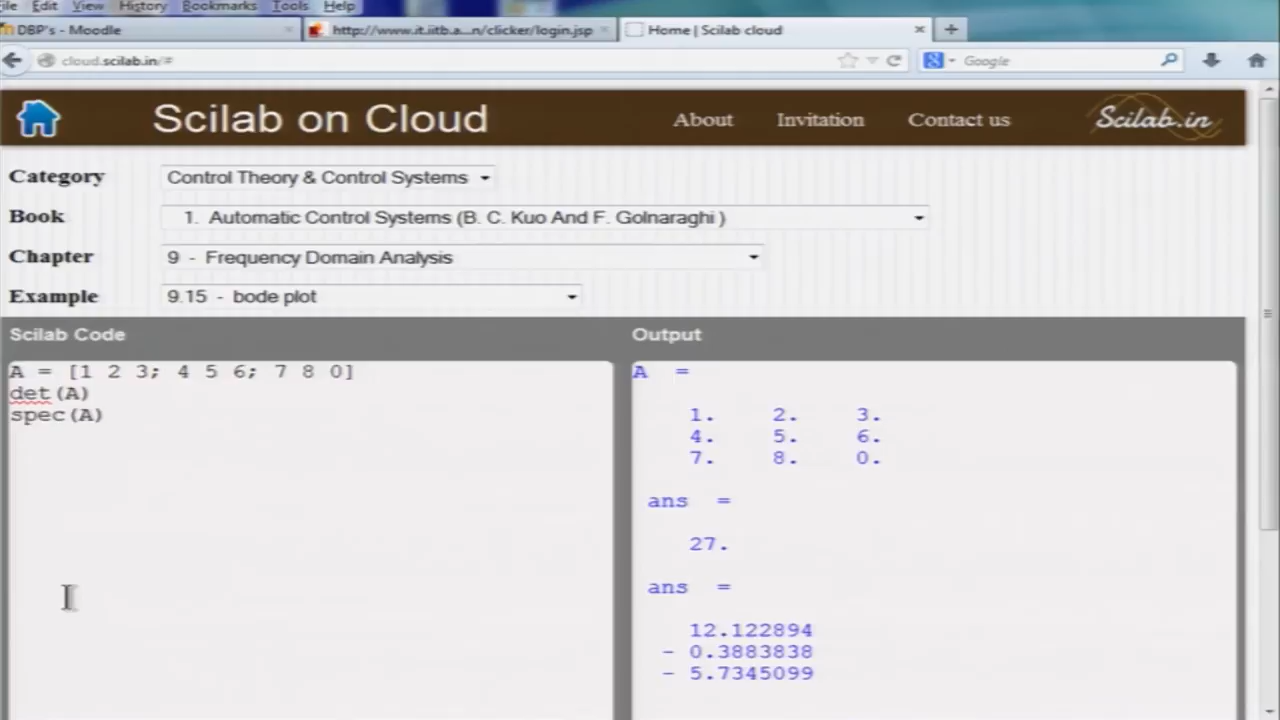 ile Edit View History Bookmarks Tools Help
DBP's - Moodle http://www.it.iitb.a...n/clicker/login.jsp Home | Scilab cloud
cloud.scilab.in/# Google
Scilab on Cloud About Invitation Contact us Scilab.in
Category Control Theory & Control Systems
Book 1. Automatic Control Systems (B. C. Kuo And F. Golnaraghi )
Chapter 9 - Frequency Domain Analysis
Example 9.15 - bode plot
Scilab Code Output
A = [1 2 3; 4 5 6; 7 8 0]
det(A)
spec(A)
A =
1. 2. 3.
4. 5. 6.
7. 8. 0.
ans =
27.
ans =
12.122894
- 0.3883838
- 5.7345099